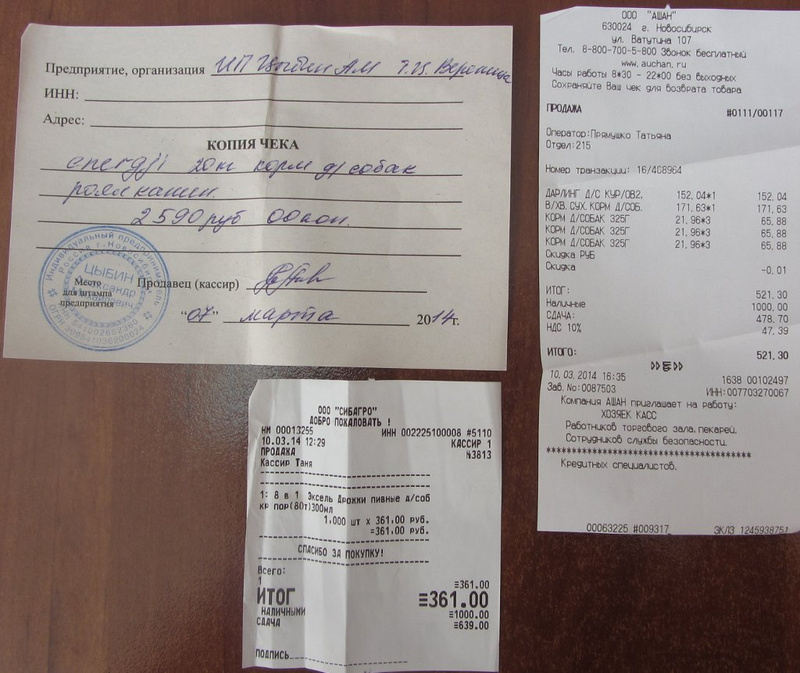 Предприятие, организация ИП Цыбин А.М Т.Ц. Вероника
ИНН:
Адрес:
КОПИЯ ЧЕКА
energji 20кг корм д/собак
роял канин.
2590 руб 00 коп.
Индивидуальный предприниматель
ЦЫБИН
Место для штампа предприятия
Продавец (кассир)
"07" марта 2014г.
ООО "АШАН"
630024 г. Новосибирск
ул. Ватутина 107
Тел. 8-800-700-5-800 Звонок бесплатный
www.auchan.ru
Часы работы 8*30 - 22*00 без выходных
Сохраняйте Ваш чек для возврата товара
ПРОДАЖА #0111/00117
Оператор:Прямушко Татьяна
Отдел:215
Номер транзакции: 16/408964
ДАРЛИНГ Д/С КУР/ОВ2, 152,04*1 152,04
В/ХВ.СУХ.КОРМ Д/СОБ, 171,63*1 171,63
КОРМ Д/СОБАК 325Г 21,96*3 65,88
КОРМ Д/СОБАК 325Г 21,96*3 65,88
КОРМ Д/СОБАК 325Г 21,96*3 65,88
Скидка РУБ
Скидка -0,01
ИТОГ: 521,30
Наличные 1000,00
СДАЧА: 478,70
НДС 10% 47,39
ИТОГО: 521,30
10.03.2014 16:35 1638 00102497
Зав.No:0087503 ИНН:007703270067
Компания АШАН приглашает на работу:
ХОЗЯЕК КАСС
Работников торгового зала,пекарей.
Сотрудников службы безопасности.
****************************************
Кредитных специалистов.
00063225 #009317 ЭКЛЗ 1245938751
ООО "СИБАГРО"
ДОБРО ПОЖАЛОВАТЬ !
НМ 00013255 ИНН 002225100008 #5110
10.03.14 12:29 КАССИР 1
ПРОДАЖА №3813
Кассир Таня
1: 8 в 1 Эксель Дрожжи пивные д/соб
кр пор(80т)300мл
1,000 шт х 361.00 руб.
=361.00 руб.
СПАСИБО ЗА ПОКУПКУ!
Всего: ≡361.00
1
ИТОГ ≡361.00
НАЛИЧНЫМИ ≡1000.00
СДАЧА ≡639.00
ПОДПИСЬ